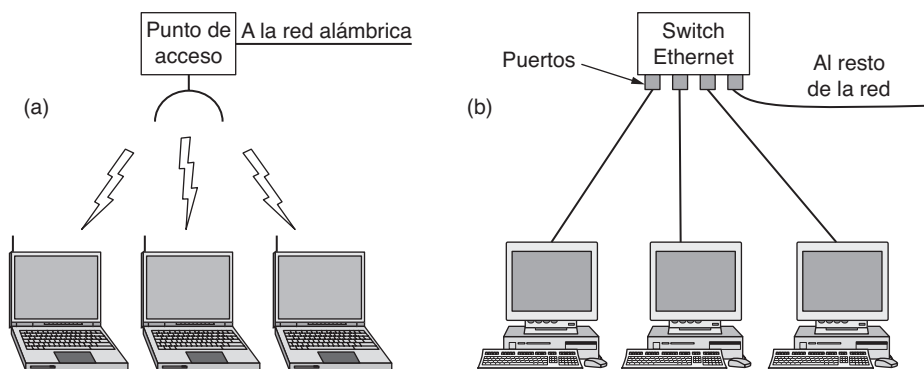 Punto de
acceso
A la red alámbrica
(a)
Switch
Ethernet
Puertos
Al resto
de la red
(b)